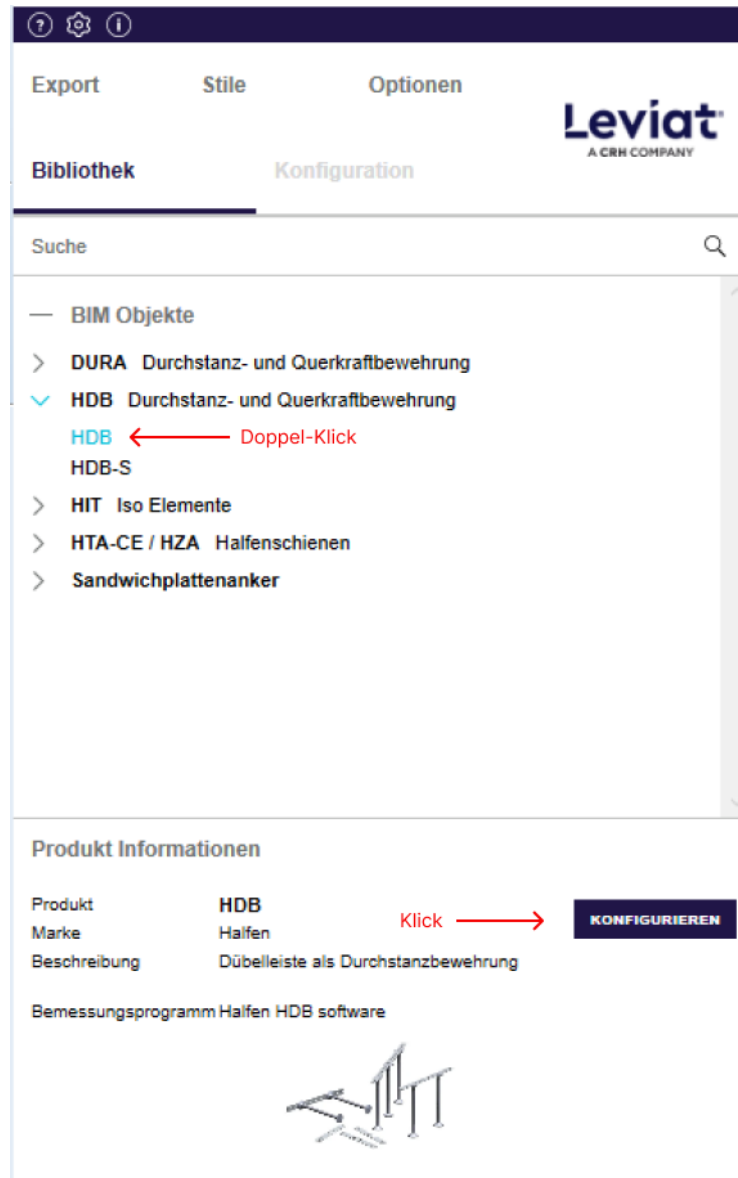 Export Stile Optionen
Leviat
A CRH COMPANY
Bibliothek Konfiguration
Suche
BIM Objekte
DURA Durchstanz- und Querkraftbewehrung
HDB Durchstanz- und Querkraftbewehrung
HDB Doppel-Klick
HDB-S
HIT Iso Elemente
HTA-CE / HZA Halfenschienen
Sandwichplattenanker
Produkt Informationen
Produkt HDB
Klick KONFIGURIEREN
Marke Halfen
Beschreibung Dübelleiste als Durchstanzbewehrung
Bemessungsprogramm Halfen HDB software